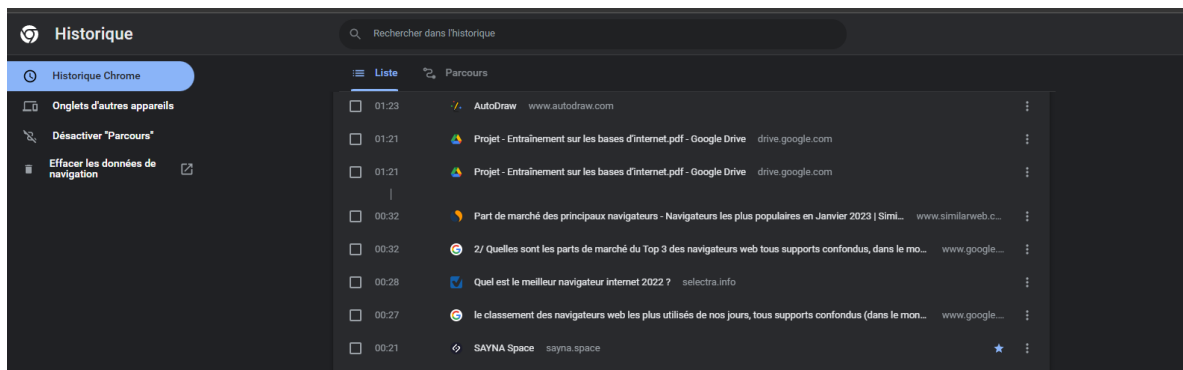 Historique
Rechercher dans l'historique
Historique Chrome
Onglets d'autres appareils
Désactiver "Parcours"
Effacer les données de
navigation
Liste Parcours
01:23 AutoDraw www.autodraw.com
01:21 Projet - Entraînement sur les bases d'internet.pdf - Google Drive drive.google.com
01:21 Projet - Entraînement sur les bases d'internet.pdf - Google Drive drive.google.com
00:32 Part de marché des principaux navigateurs - Navigateurs les plus populaires en Janvier 2023 | Simi... www.similarweb.c...
00:32 2/ Quelles sont les parts de marché du Top 3 des navigateurs web tous supports confondus, dans le mo... www.google....
00:28 Quel est le meilleur navigateur internet 2022 ? selectra.info
00:27 le classement des navigateurs web les plus utilisés de nos jours, tous supports confondus (dans le mon... www.google....
00:21 SAYNA Space sayna.space